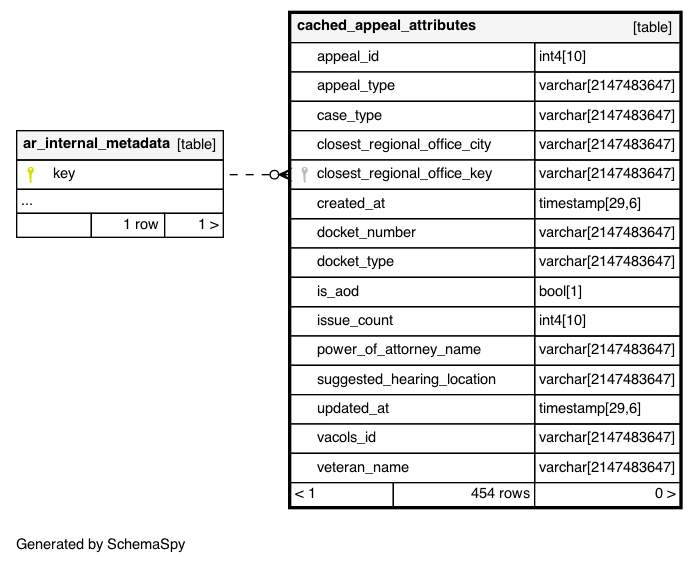 cached_appeal_attributes [table]
appeal_id int4[10]
appeal_type varchar[2147483647]
case_type varchar[2147483647]
closest_regional_office_city varchar[2147483647]
closest_regional_office_key varchar[2147483647]
created_at timestamp[29,6]
docket_number varchar[2147483647]
docket_type varchar[2147483647]
is_aod bool[1]
issue_count int4[10]
power_of_attorney_name varchar[2147483647]
suggested_hearing_location varchar[2147483647]
updated_at timestamp[29,6]
vacols_id varchar[2147483647]
veteran_name varchar[2147483647]
< 1 454 rows 0 >
ar_internal_metadata [table]
key
...
1 row 1 >
Generated by SchemaSpy